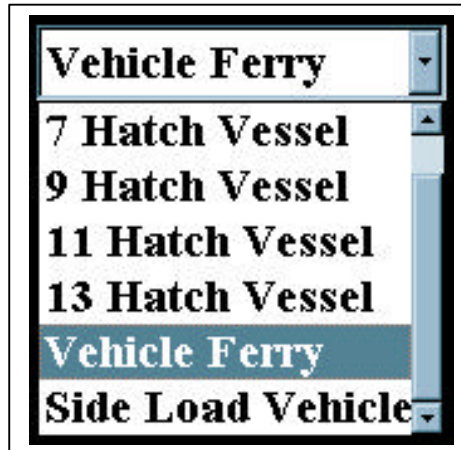 Vehicle Ferry
7 Hatch Vessel
9 Hatch Vessel
11 Hatch Vessel
13 Hatch Vessel
Vehicle Ferry
Side Load Vehicle